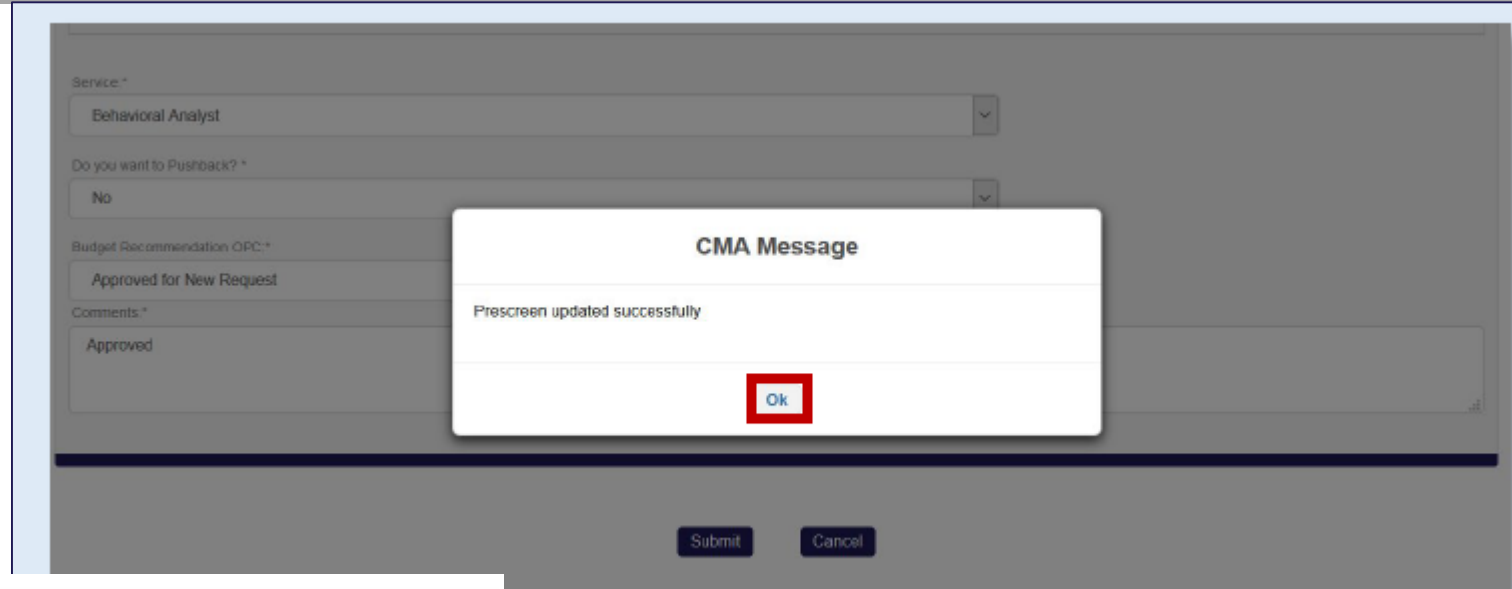 Service:*
Behavioral Analyst
Do you want to Pushback? *
No
Budget Recommendation OPC:*
Approved for New Request
Comments:*
Approved
CMA Message
Prescreen updated successfully
Ok
Submit
Cancel